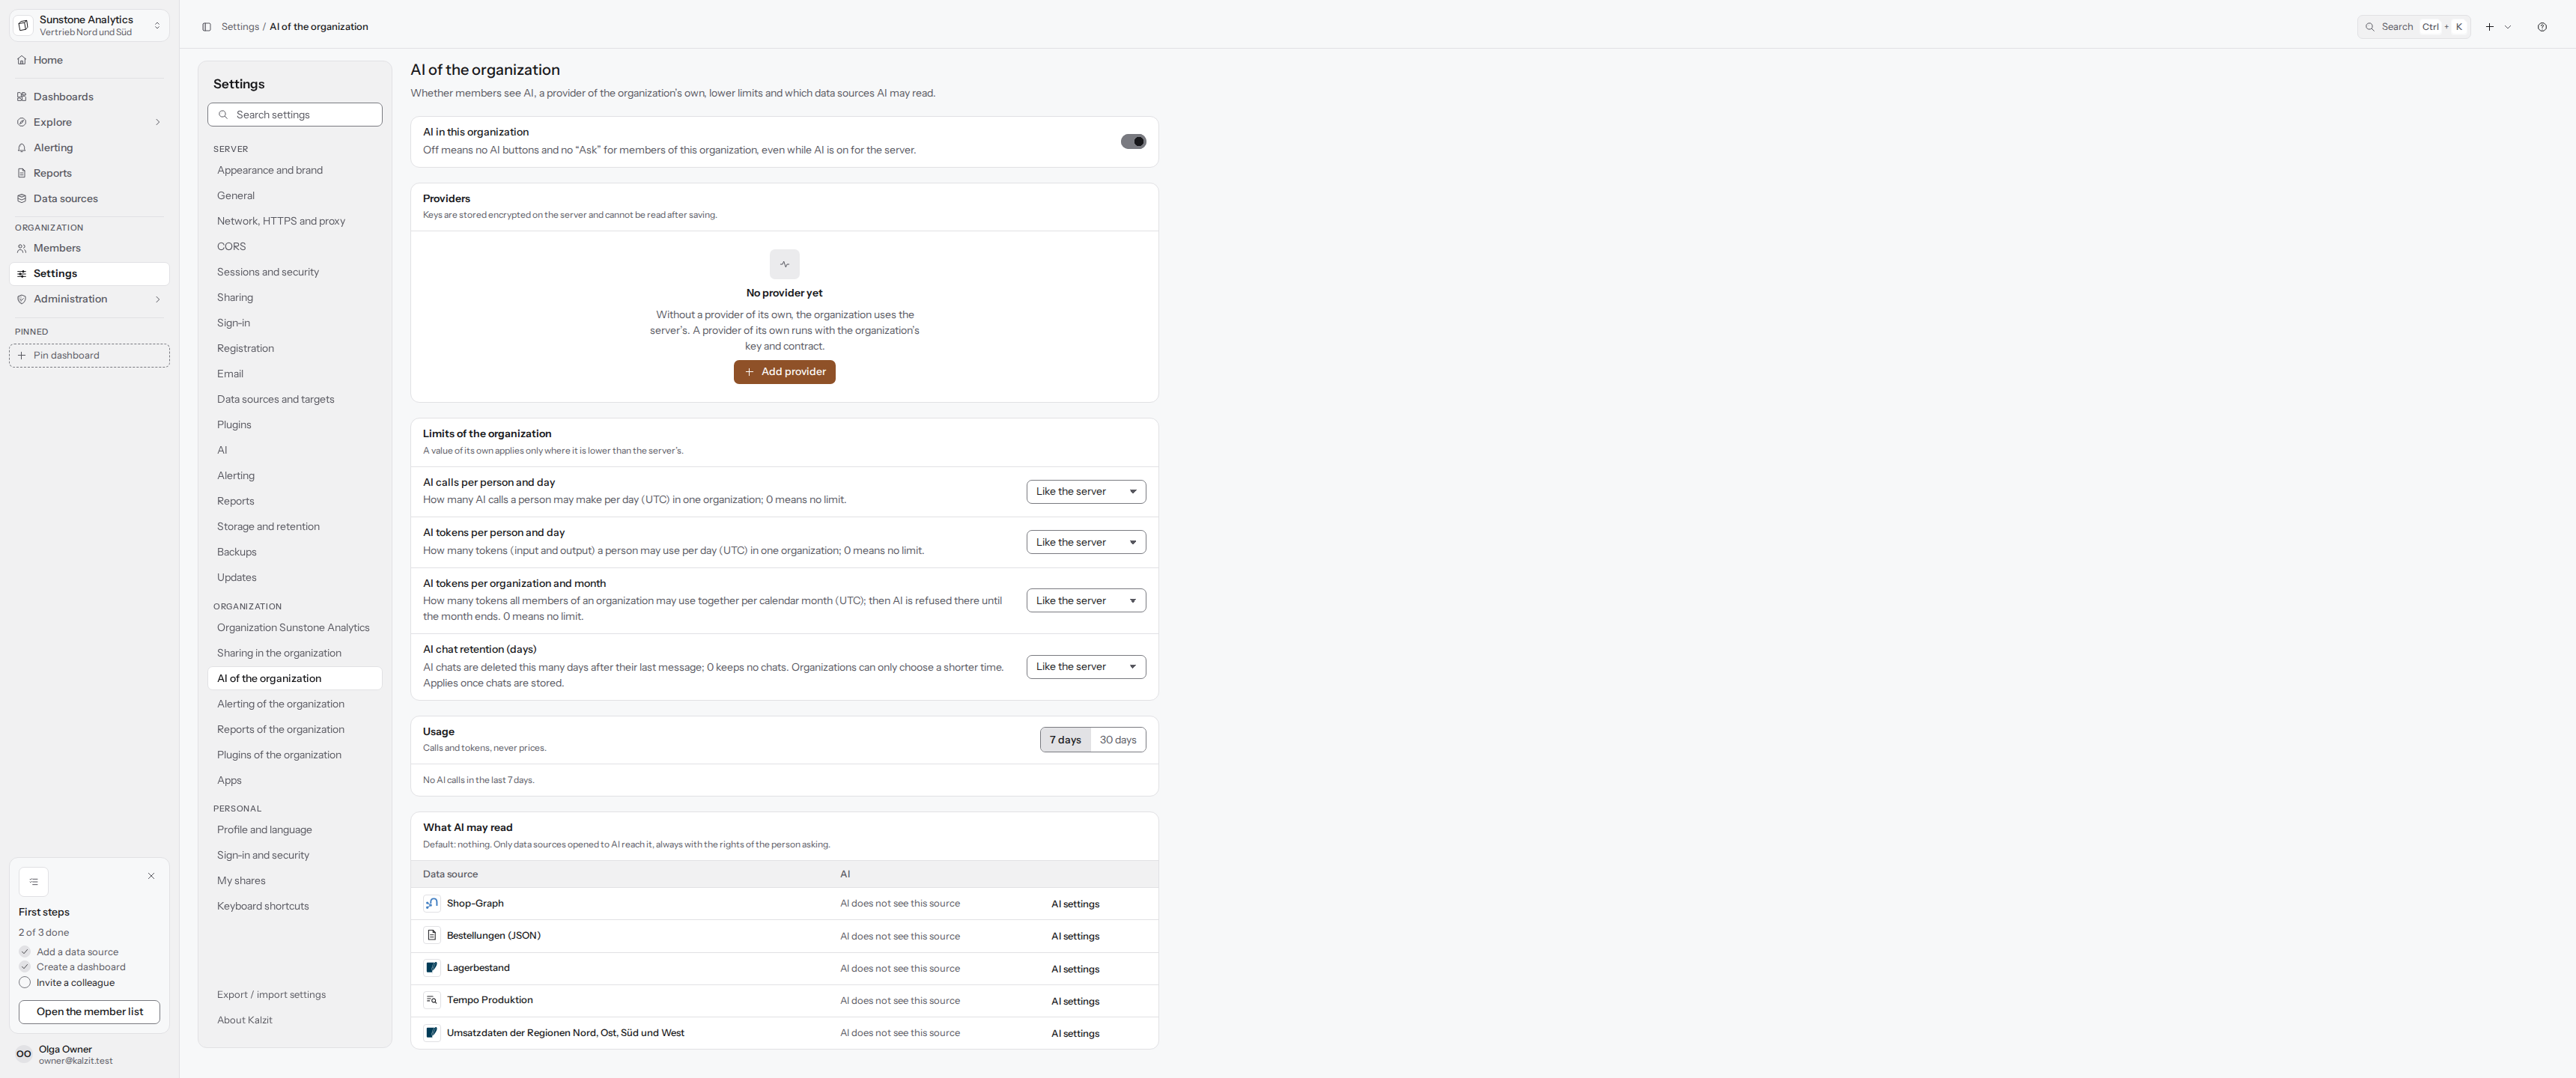 Sunstone Analytics
Vertrieb Nord und Süd
Home
Dashboards
Explore
Alerting
Reports
Data sources
ORGANIZATION
Members
Settings
Administration
PINNED
Pin dashboard
First steps
2 of 3 done
Add a data source
Create a dashboard
Invite a colleague
Open the member list
OO
Olga Owner
owner@kalzit.test
Settings / AI of the organization
Search Ctrl + K
Settings
Search settings
SERVER
Appearance and brand
General
Network, HTTPS and proxy
CORS
Sessions and security
Sharing
Sign-in
Registration
Email
Data sources and targets
Plugins
AI
Alerting
Reports
Storage and retention
Backups
Updates
ORGANIZATION
Organization Sunstone Analytics
Sharing in the organization
AI of the organization
Alerting of the organization
Reports of the organization
Plugins of the organization
Apps
PERSONAL
Profile and language
Sign-in and security
My shares
Keyboard shortcuts
Export / import settings
About Kalzit
AI of the organization
Whether members see AI, a provider of the organization's own, lower limits and which data sources AI may read.
AI in this organization
Off means no AI buttons and no “Ask” for members of this organization, even while AI is on for the server.
Providers
Keys are stored encrypted on the server and cannot be read after saving.
No provider yet
Without a provider of its own, the organization uses the
server's. A provider of its own runs with the organization's
key and contract.
Add provider
Limits of the organization
A value of its own applies only where it is lower than the server's.
AI calls per person and day
How many AI calls a person may make per day (UTC) in one organization; 0 means no limit.
Like the server
AI tokens per person and day
How many tokens (input and output) a person may use per day (UTC) in one organization; 0 means no limit.
Like the server
AI tokens per organization and month
How many tokens all members of an organization may use together per calendar month (UTC); then AI is refused there until
the month ends. 0 means no limit.
Like the server
AI chat retention (days)
AI chats are deleted this many days after their last message; 0 keeps no chats. Organizations can only choose a shorter time.
Applies once chats are stored.
Like the server
Usage
Calls and tokens, never prices.
7 days 30 days
No AI calls in the last 7 days.
What AI may read
Default: nothing. Only data sources opened to AI reach it, always with the rights of the person asking.
Data source AI
Shop-Graph AI does not see this source AI settings
Bestellungen (JSON) AI does not see this source AI settings
Lagerbestand AI does not see this source AI settings
Tempo Produktion AI does not see this source AI settings
Umsatzdaten der Regionen Nord, Ost, Süd und West AI does not see this source AI settings